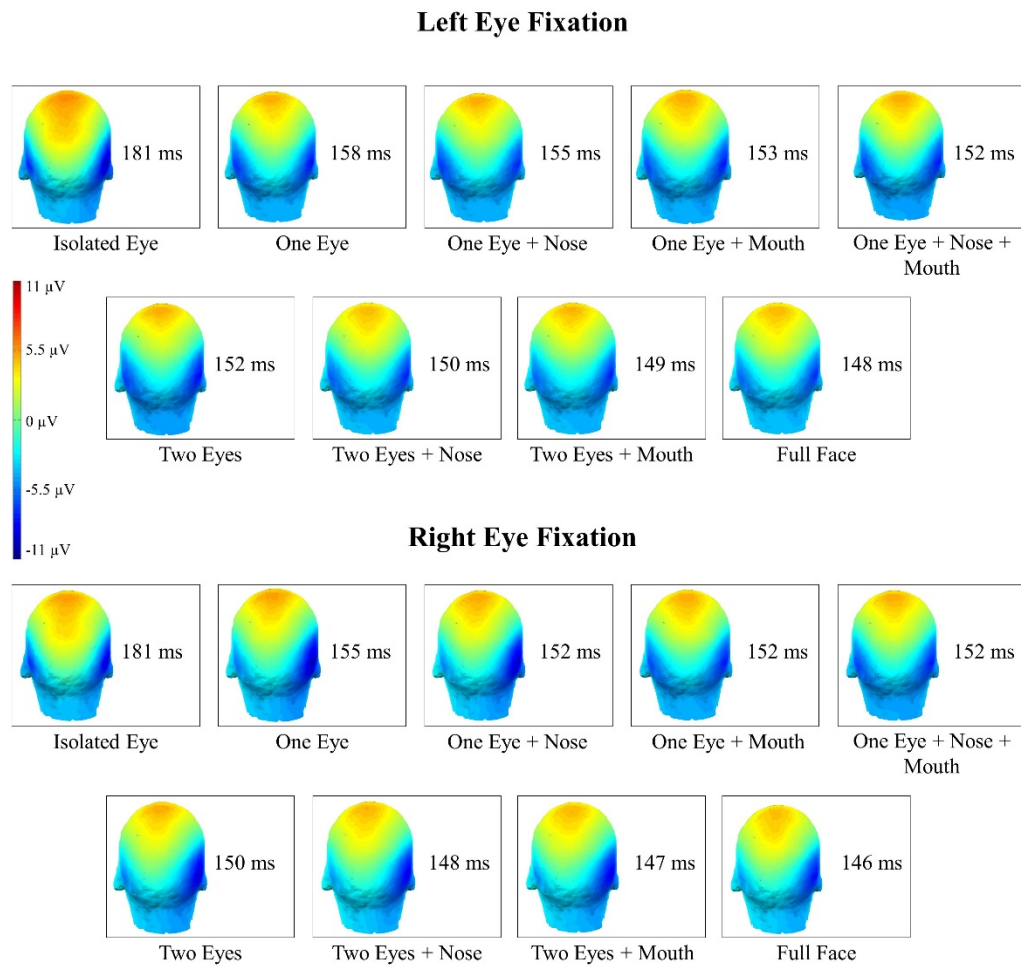 Left Eye Fixation
181 ms
158 ms
155 ms
153 ms
152 ms
Isolated Eye
One Eye
One Eye + Nose
One Eye + Mouth
One Eye + Nose +
Mouth
11 µV
5.5 µV
0 µV
-5.5 µV
-11 µV
152 ms
150 ms
149 ms
148 ms
Two Eyes
Two Eyes + Nose
Two Eyes + Mouth
Full Face
Right Eye Fixation
181 ms
155 ms
152 ms
152 ms
152 ms
Isolated Eye
One Eye
One Eye + Nose
One Eye + Mouth
One Eye + Nose +
Mouth
150 ms
148 ms
147 ms
146 ms
Two Eyes
Two Eyes + Nose
Two Eyes + Mouth
Full Face